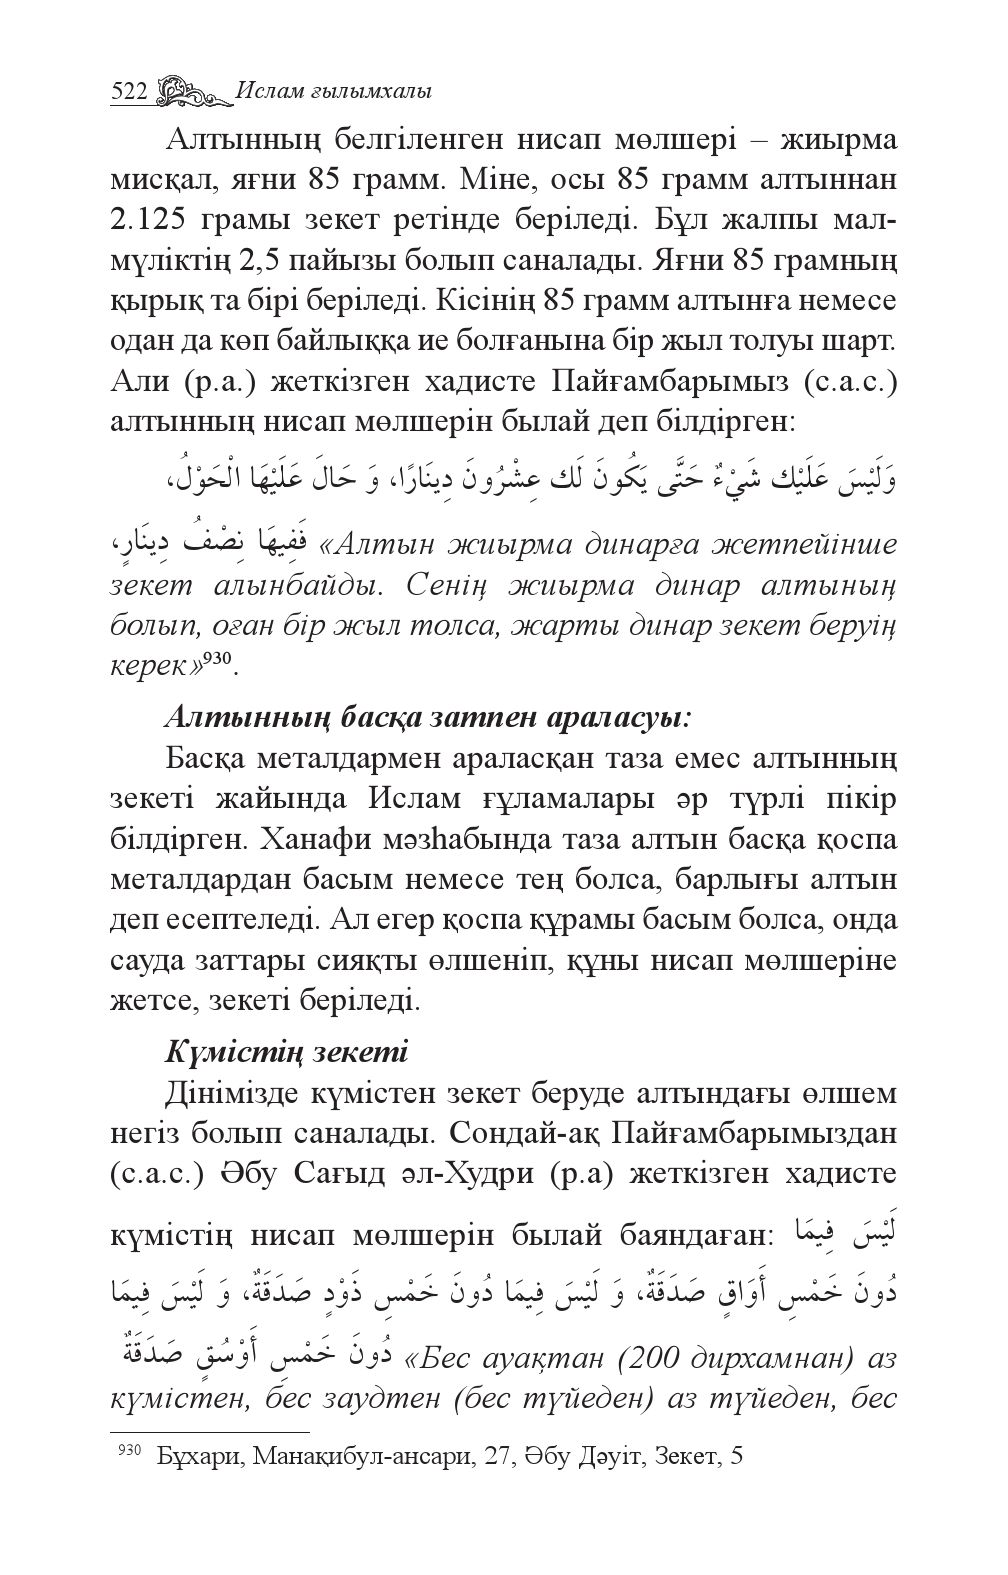 522 Ислам ғылымхалы
Алтынның белгіленген нисап мөлшері – жиырма
мисқал, яғни 85 грамм. Міне, осы 85 грамм алтыннан
2.125 грамы зекет ретінде беріледі. Бұл жалпы мал-
мүліктің 2,5 пайызы болып саналады. Яғни 85 грамның
қырық та бірі беріледі. Кісінің 85 грамм алтынға немесе
одан да көп байлыққа ие болғанына бір жыл толуы шарт.
Али (р.а.) жеткізген хадисте Пайғамбарымыз (с.а.с.)
алтынның нисап мөлшерін былай деп білдірген:
وَلَيْسَ عَلَيْك شَيْءٌ حَتَّى يَكُونَ لَك عِشْرُونَ دِينَارًا، وَ حَالَ عَلَيْهَا الْحَوْلُ،
فَفِيهَا نِصْفُ دِينَارٍ، «Алтын жиырма динарға жетпейінше
зекет алынбайды. Сенің жиырма динар алтының
болып, оған бір жыл толса, жарты динар зекет беруің
керек»930.
Алтынның басқа затпен араласуы:
Басқа металдармен араласқан таза емес алтынның
зекеті жайында Ислам ғұламалары әр түрлі пікір
білдірген. Ханафи мәзһабында таза алтын басқа қоспа
металдардан басым немесе тең болса, барлығы алтын
деп есептеледі. Ал егер қоспа құрамы басым болса, онда
сауда заттары сияқты өлшеніп, құны нисап мөлшеріне
жетсе, зекеті беріледі.
Күмістің зекеті
Дінімізде күмістен зекет беруде алтындағы өлшем
негіз болып саналады. Сондай-ақ Пайғамбарымыздан
(с.а.с.) Әбу Сағыд әл-Худри (р.а) жеткізген хадисте
күмістің нисап мөлшерін былай баяндаған: لَيْسَ فِيمَا
دُونَ خَمْسِ أَوَاقٍ صَدَقَةٌ، وَ لَيْسَ فِيمَا دُونَ خَمْسِ ذَوْدٍ صَدَقَةٌ، وَ لَيْسَ فِيمَا
دُونَ خَمْسِ أَوْسُقٍ صَدَقَةٌ «Бес ауақтан (200 дирхамнан) аз
күмістен, бес заудтен (бес түйеден) аз түйеден, бес
930 Бұхари, Манақибул-ансари, 27, Әбу Дәуіт, Зекет, 5